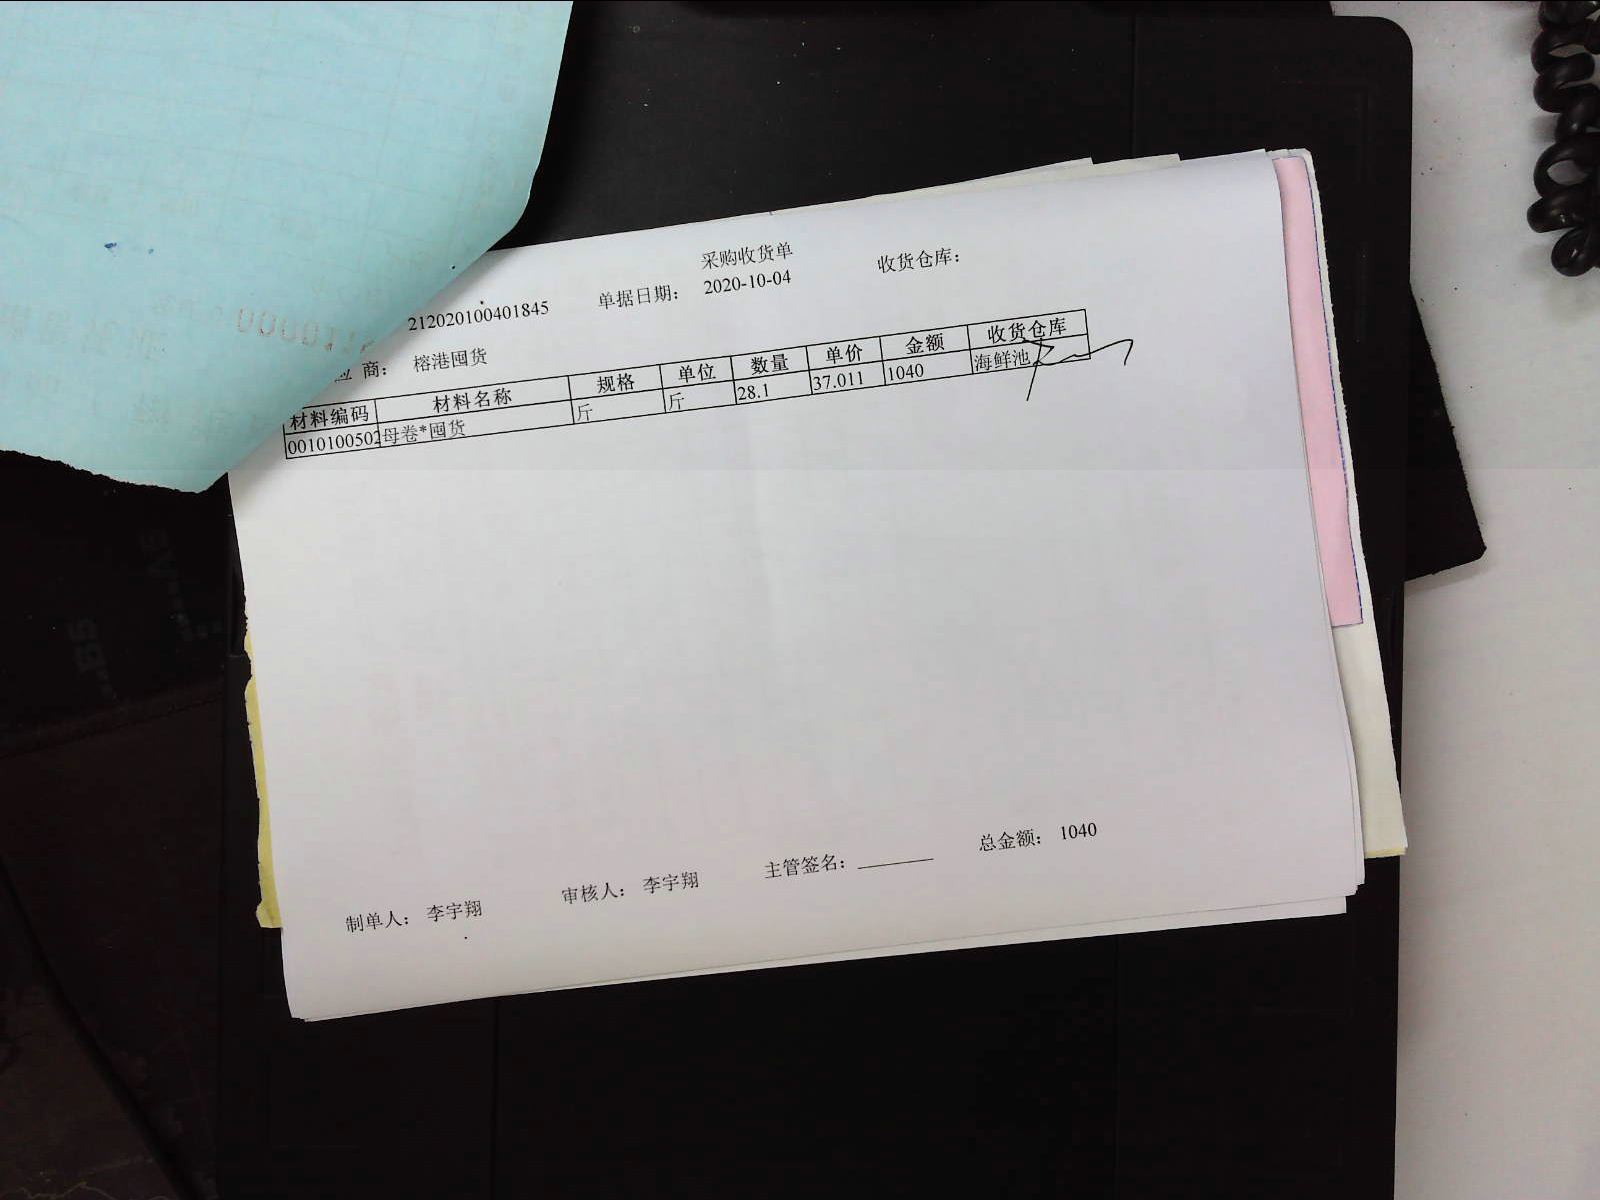 采购收货单
212020100401845 单据日期： 2020-10-04 收货仓库：
应 商： 榕港囤货
材料编码 材料名称 规格 单位 数量 单价 金额 收货仓库
0010100502 母卷*囤货 斤 斤 28.1 37.011 1040 海鲜池
总金额： 1040
制单人： 李宇翔 审核人： 李宇翔 主管签名：